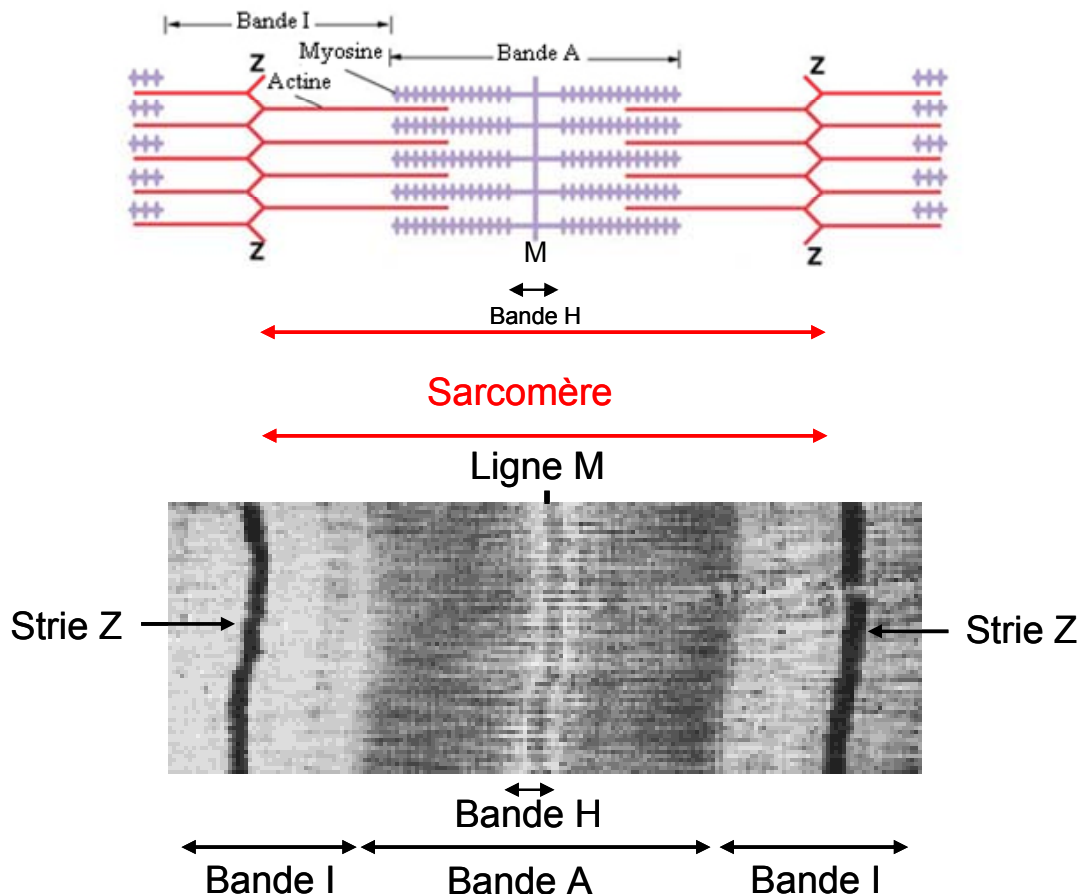 Bande I
Myosine
Bande A
Z
Z
Actine
Z
M
Z
Bande H
Sarcomère
Ligne M
Strie Z
Strie Z
Bande H
Bande I
Bande A
Bande I